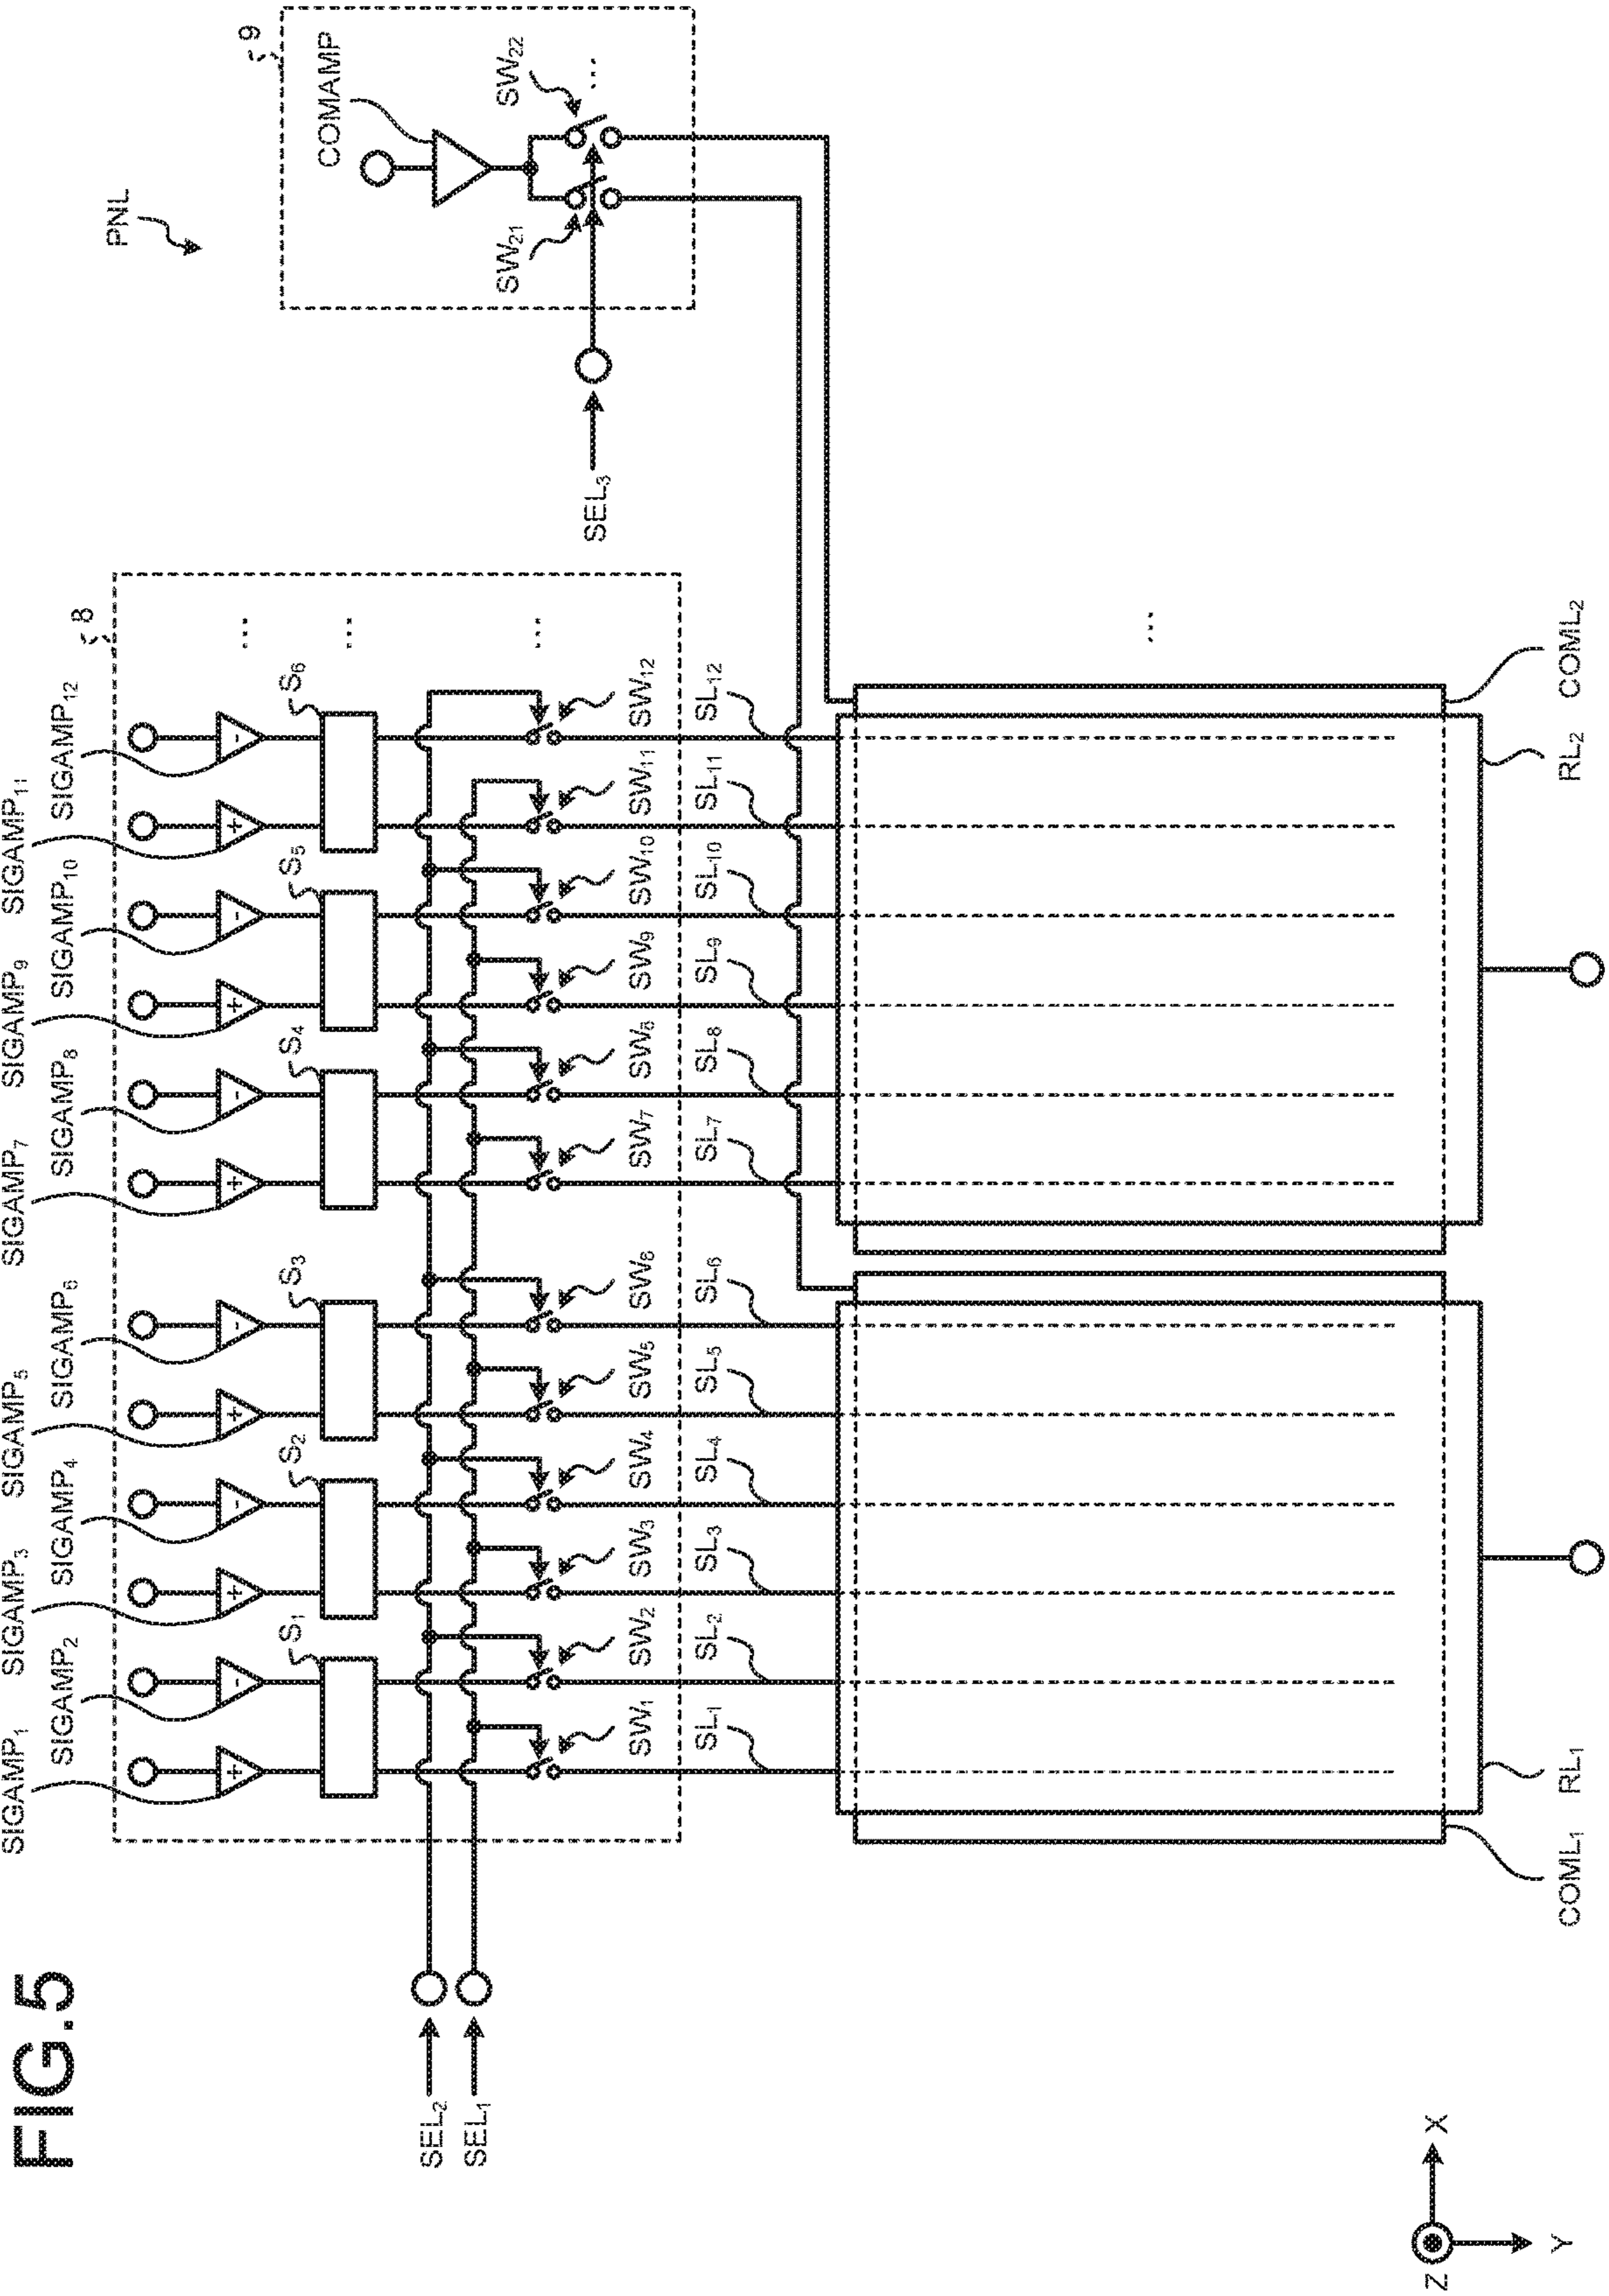 FIG.5
PNL
SIGAMP1 SIGAMP3 SIGAMP5 SIGAMP7 SIGAMP9 SIGAMP11
SIGAMP2 SIGAMP4 SIGAMP6 SIGAMP8 SIGAMP10 SIGAMP12
8
9
COMAMP
+ - + - + - + - + - + - ...
S1 S2 S3 S4 S5 S6 ...
SEL2
SEL1
...
SW21 SW22 ...
SEL3
SW1 SW2 SW3 SW4 SW5 SW6 SW7 SW8 SW9 SW10 SW11 SW12
SL1 SL2 SL3 SL4 SL5 SL6 SL7 SL8 SL9 SL10 SL11 SL12
...
COML1 RL1 RL2 COML2
Z X
Y